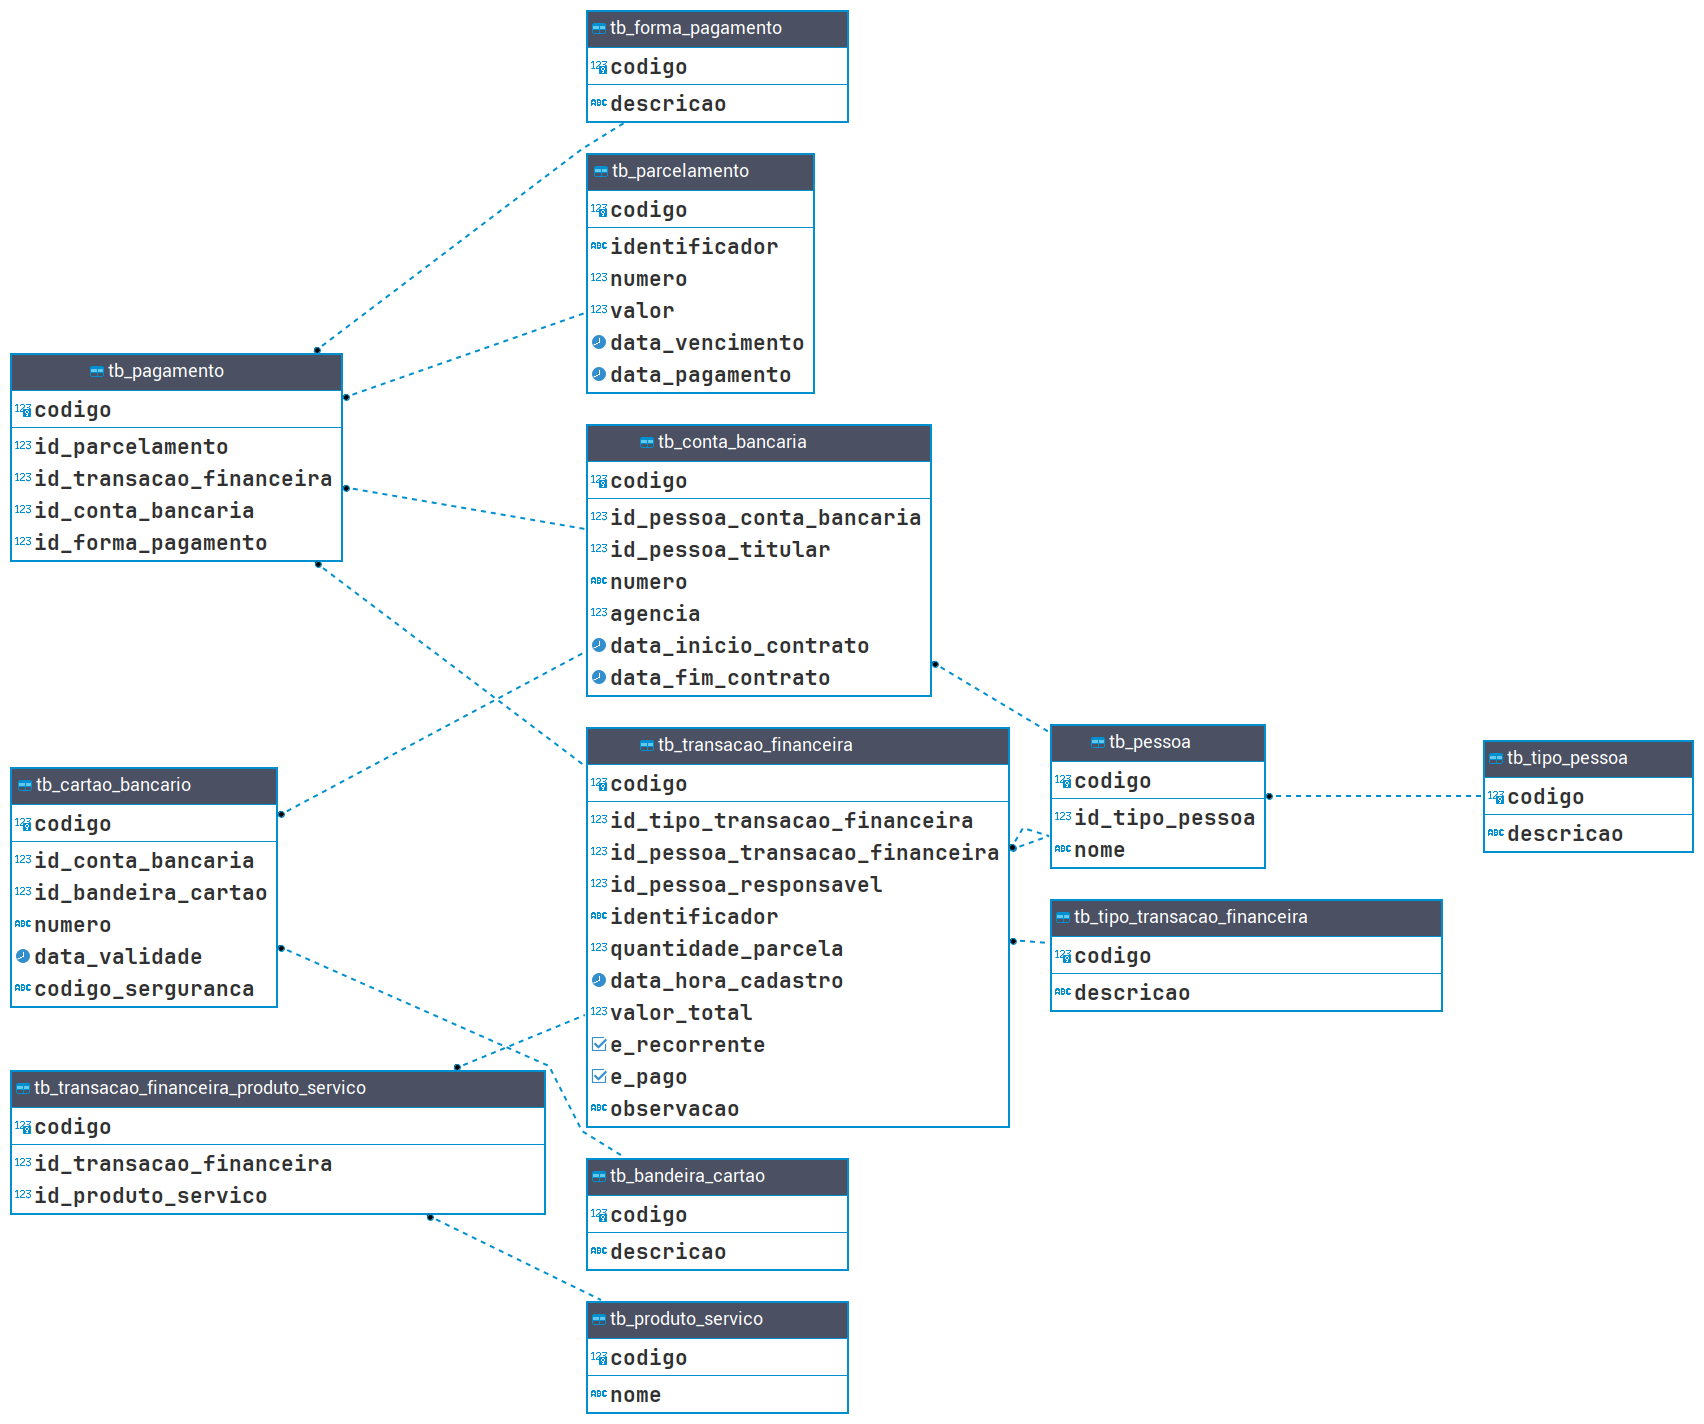 tb_forma_pagamento
codigo
descricao
tb_parcelamento
codigo
identificador
numero
valor
data_vencimento
data_pagamento
tb_pagamento
codigo
id_parcelamento
id_transacao_financeira
id_conta_bancaria
id_forma_pagamento
tb_conta_bancaria
codigo
id_pessoa_conta_bancaria
id_pessoa_titular
numero
agencia
data_inicio_contrato
data_fim_contrato
tb_cartao_bancario
codigo
id_conta_bancaria
id_bandeira_cartao
numero
data_validade
codigo_serguranca
tb_transacao_financeira
codigo
id_tipo_transacao_financeira
id_pessoa_transacao_financeira
id_pessoa_responsavel
identificador
quantidade_parcela
data_hora_cadastro
valor_total
e_recorrente
e_pago
observacao
tb_pessoa
codigo
id_tipo_pessoa
nome
tb_tipo_pessoa
codigo
descricao
tb_tipo_transacao_financeira
codigo
descricao
tb_transacao_financeira_produto_servico
codigo
id_transacao_financeira
id_produto_servico
tb_bandeira_cartao
codigo
descricao
tb_produto_servico
codigo
nome